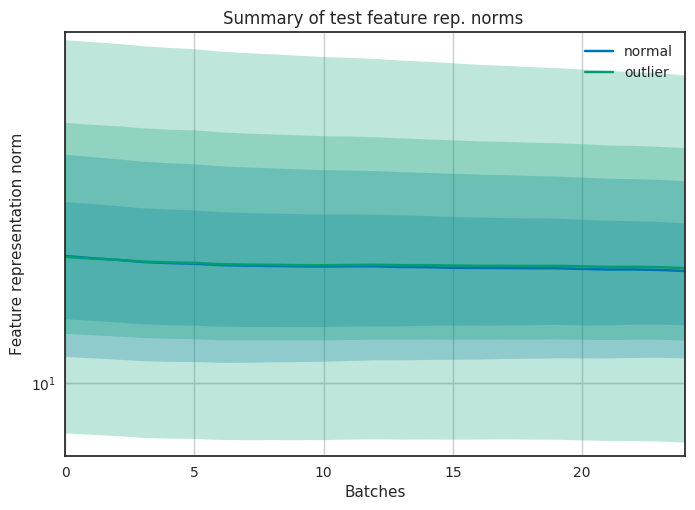 Summary of test feature rep. norms
normal
outlier
Feature representation norm
10¹
0
5
10
15
20
Batches